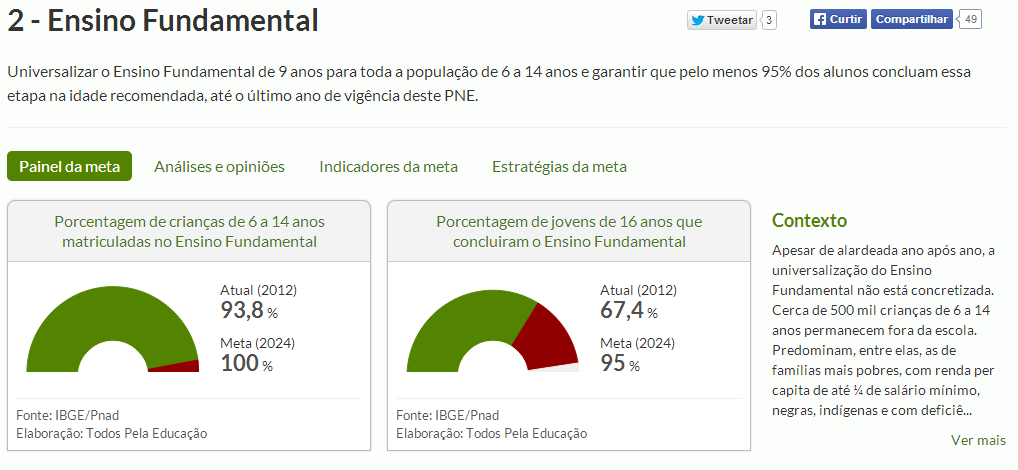 2 - Ensino Fundamental
Tweetar
3
Curtir
Compartilhar
49
Universalizar o Ensino Fundamental de 9 anos para toda a população de 6 a 14 anos e garantir que pelo menos 95% dos alunos concluam essa
etapa na idade recomendada, até o último ano de vigência deste PNE.
Painel da meta
Análises e opiniões
Indicadores da meta
Estratégias da meta
Porcentagem de crianças de 6 a 14 anos
matriculadas no Ensino Fundamental
Atual (2012)
93,8 %
Meta (2024)
100 %
Fonte: IBGE/Pnad
Elaboração: Todos Pela Educação
Porcentagem de jovens de 16 anos que
concluiram o Ensino Fundamental
Atual (2012)
67,4 %
Meta (2024)
95 %
Fonte: IBGE/Pnad
Elaboração: Todos Pela Educação
Contexto
Apesar de alardeada ano após ano, a
universalização do Ensino
Fundamental não está concretizada.
Cerca de 500 mil crianças de 6 a 14
anos permanecem fora da escola.
Predominam, entre elas, as de
famílias mais pobres, com renda per
capita de até ¼ de salário mínimo,
negras, indígenas e com deficiê...
Ver mais